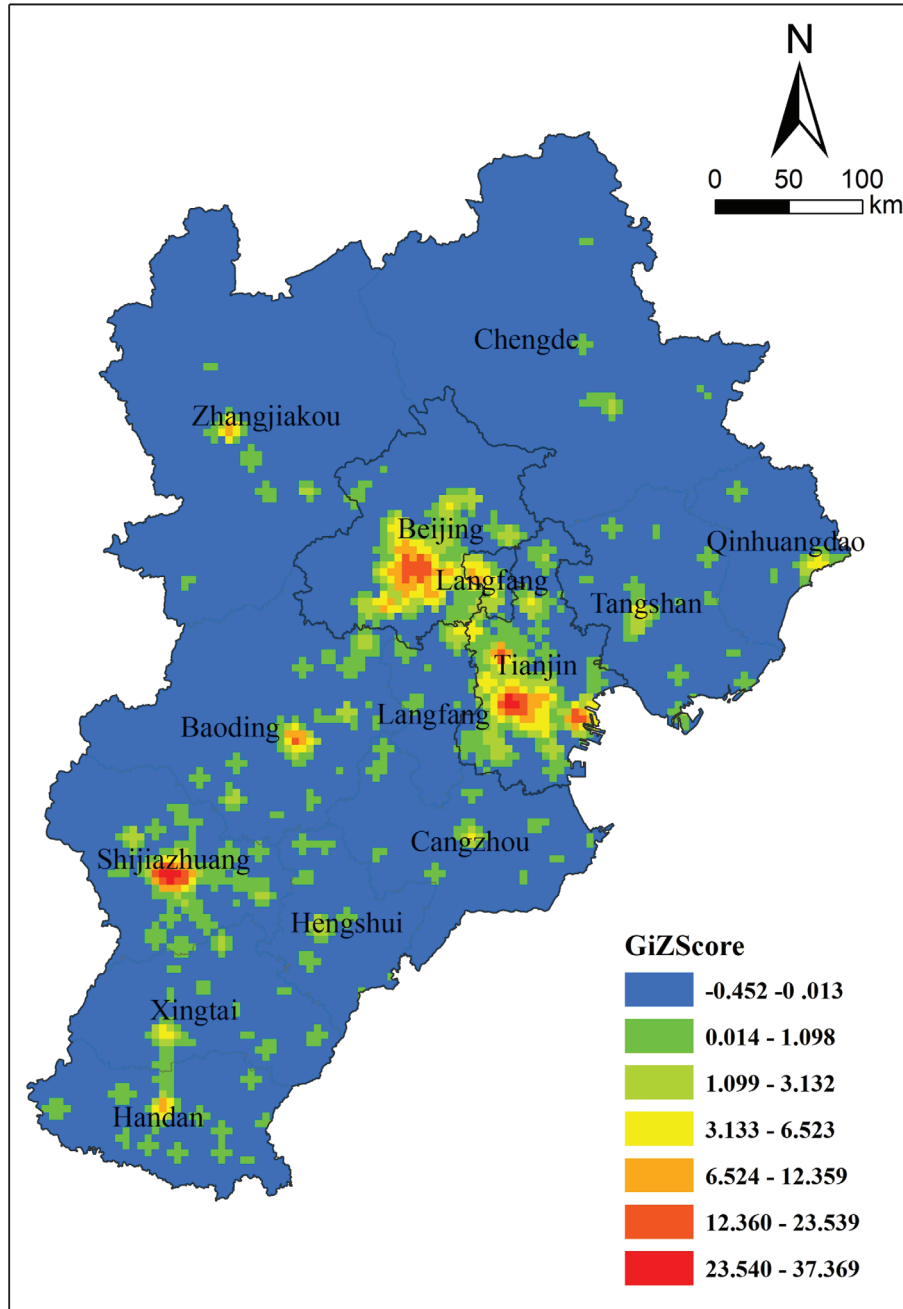 N
0 50 100
km
Chengde
Zhangjiakou
Beijing
Qinhuangdao
Langfang
Tangshan
Tianjin
Langfang
Baoding
Cangzhou
Shijiazhuang
Hengshui
GiZScore
-0.452 -0 .013
Xingtai
0.014 - 1.098
1.099 - 3.132
Handan
3.133 - 6.523
6.524 - 12.359
12.360 - 23.539
23.540 - 37.369